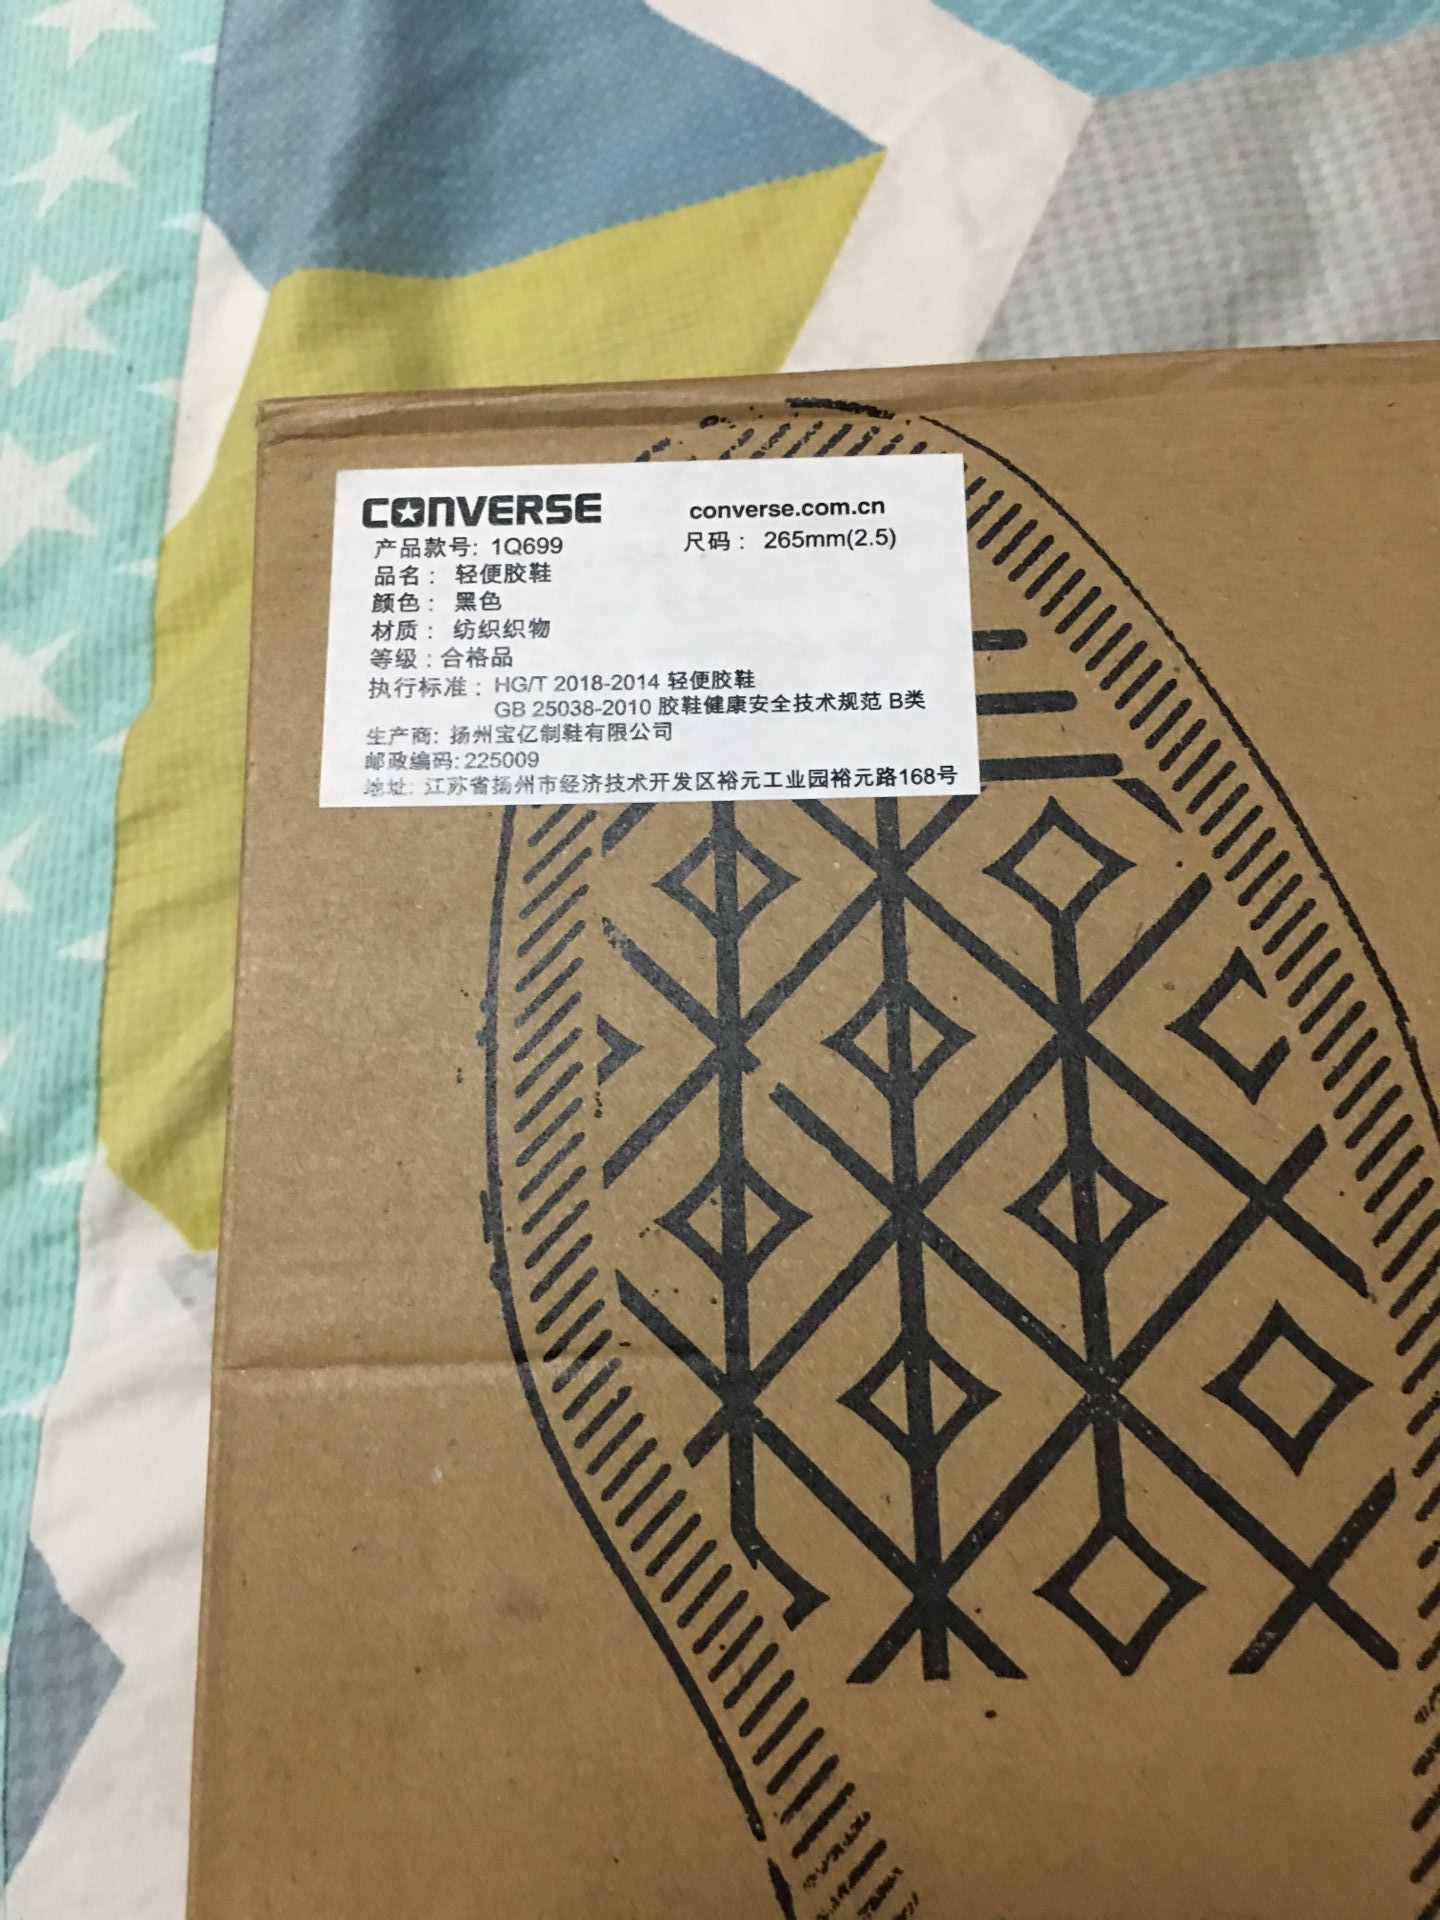 CONVERSE converse.com.cn
产品款号: 1Q699 尺码: 265mm(2.5)
品名: 轻便胶鞋
颜色: 黑色
材质: 纺织织物
等级: 合格品
执行标准: HG/T 2018-2014 轻便胶鞋
GB 25038-2010 胶鞋健康安全技术规范 B类
生产商: 扬州宝亿制鞋有限公司
邮政编码: 225009
地址: 江苏省扬州市经济技术开发区裕元工业园裕元路168号